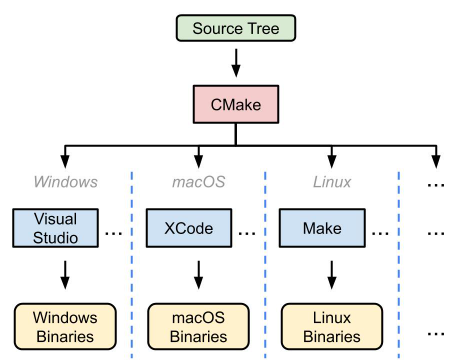 Source Tree
CMake
Windows macOS Linux ...
Visual
Studio ... XCode ... Make ... ...
Windows
Binaries
macOS
Binaries
Linux
Binaries
...